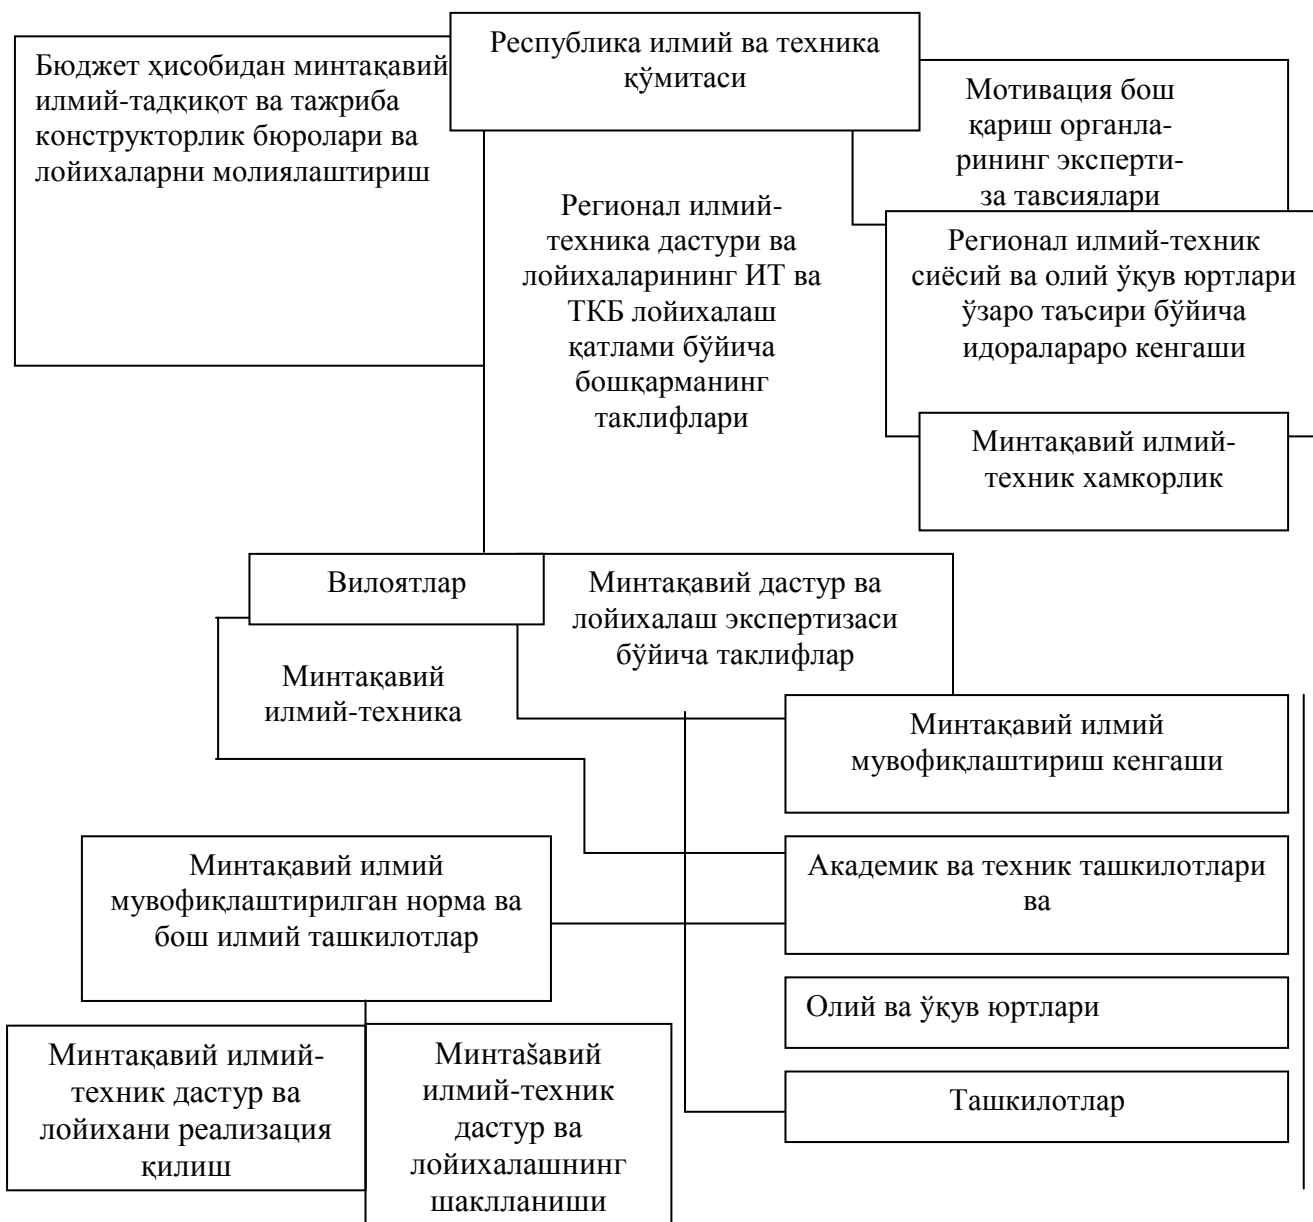 Республика илмий ва техника
қўмитаси
Бюджет ҳисобидан минтақавий
илмий-тадқиқот ва тажриба
конструкторлик бюролари ва
лойихаларни молиялаштириш
Мотивация бош
қариш органла-
рининг эксперти-
за тавсиялари
Регионал илмий-
техника дастури ва
лойихаларининг ИТ ва
ТКБ лойихалаш
қатлами бўйича
бошқарманинг
таклифлари
Регионал илмий-техник
сиёсий ва олий ўқув юртлари
ўзаро таъсири бўйича
идоралараро кенгаши
Минтақавий илмий-
техник хамкорлик
Вилоятлар
Минтақавий дастур ва
лойихалаш экспертизаси
бўйича таклифлар
Минтақавий
илмий-техника
Минтақавий илмий
мувофиқлаштириш кенгаши
Минтақавий илмий
мувофиқлаштирилган норма ва
бош илмий ташкилотлар
Академик ва техник ташкилотлари
ва
Олий ва ўқув юртлари
Ташкилотлар
Минтақавий илмий-
техник дастур ва
лойихани реализация
қилиш
Минтаšавий
илмий-техник
дастур ва
лойихалашнинг
шаклланиши